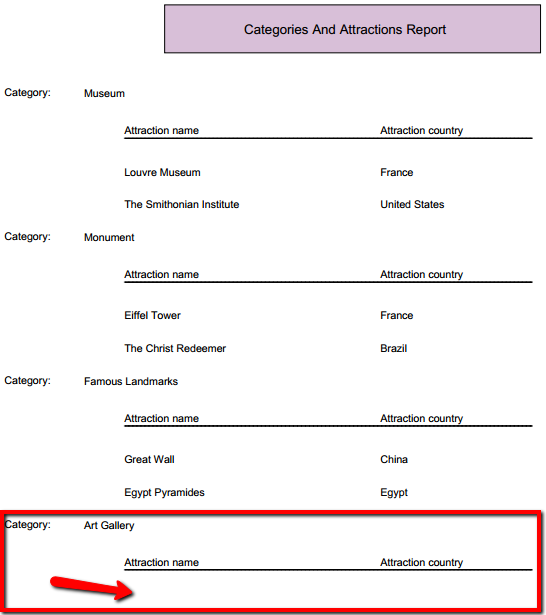 Categories And Attractions Report
Category: Museum
Attraction name Attraction country
Louvre Museum France
The Smithonian Institute United States
Category: Monument
Attraction name Attraction country
Eiffel Tower France
The Christ Redeemer Brazil
Category: Famous Landmarks
Attraction name Attraction country
Great Wall China
Egypt Pyramides Egypt
Category: Art Gallery
Attraction name Attraction country